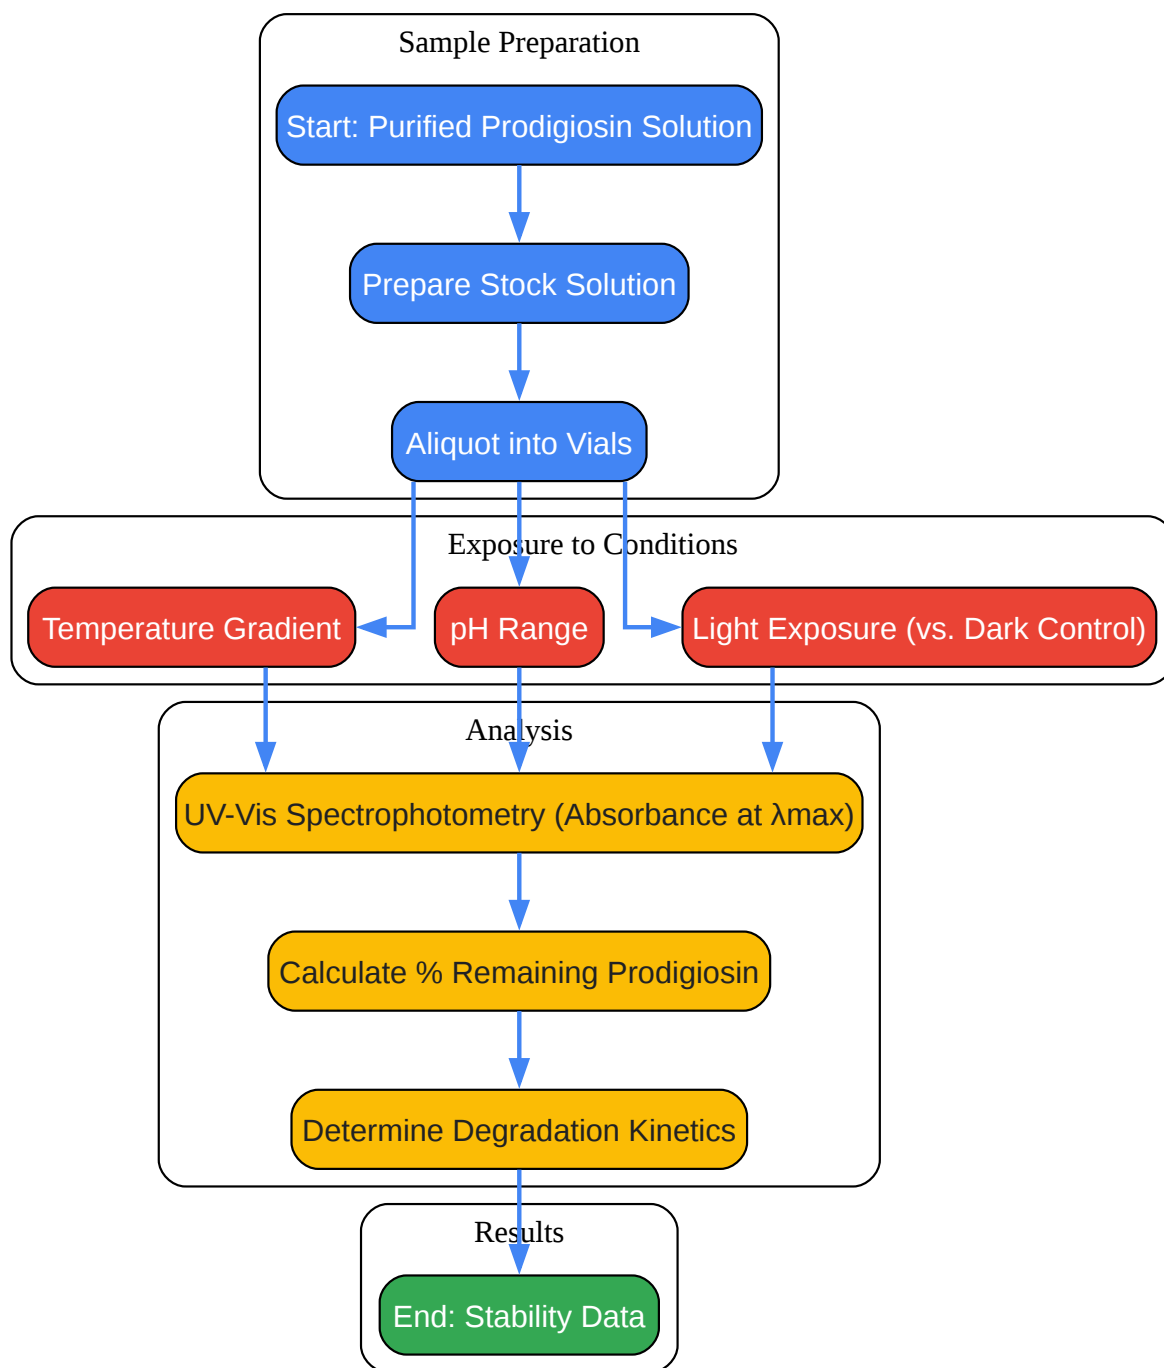 Sample Preparation
Start: Purified Prodigiosin Solution
Prepare Stock Solution
Aliquot into Vials
Exposure to Conditions
Temperature Gradient
pH Range
Light Exposure (vs. Dark Control)
Analysis
UV-Vis Spectrophotometry (Absorbance at λmax)
Calculate % Remaining Prodigiosin
Determine Degradation Kinetics
Results
End: Stability Data